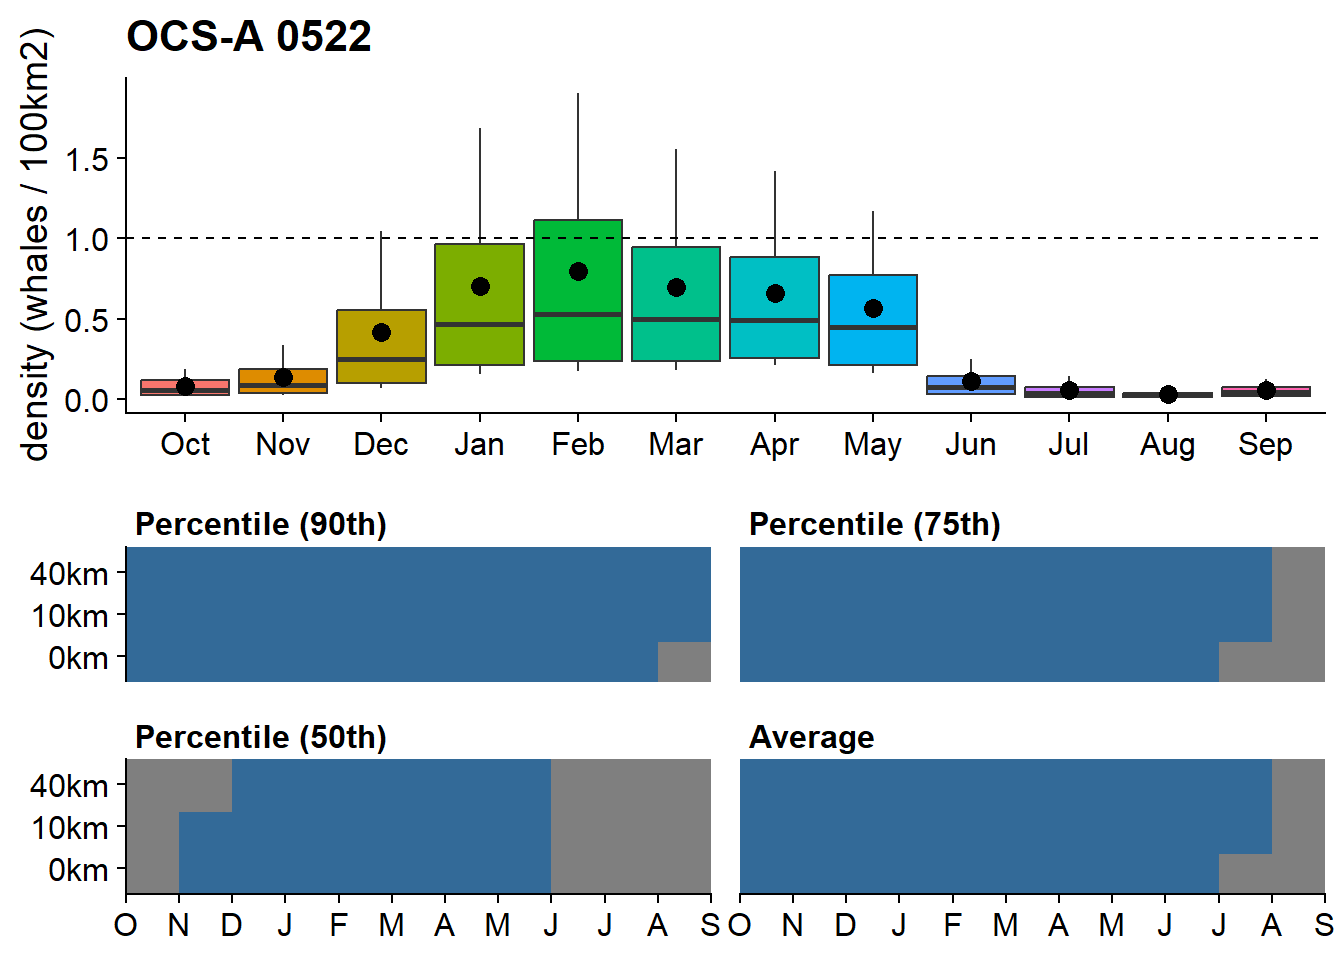 OCS-A 0522
density (whales / 100km2)
1.5
1.0
0.5
0.0
Oct Nov Dec Jan Feb Mar Apr May Jun Jul Aug Sep
Percentile (90th) Percentile (75th)
40km
10km
0km
Percentile (50th) Average
40km
10km
0km
O N D J F M A M J J A S O N D J F M A M J J A S